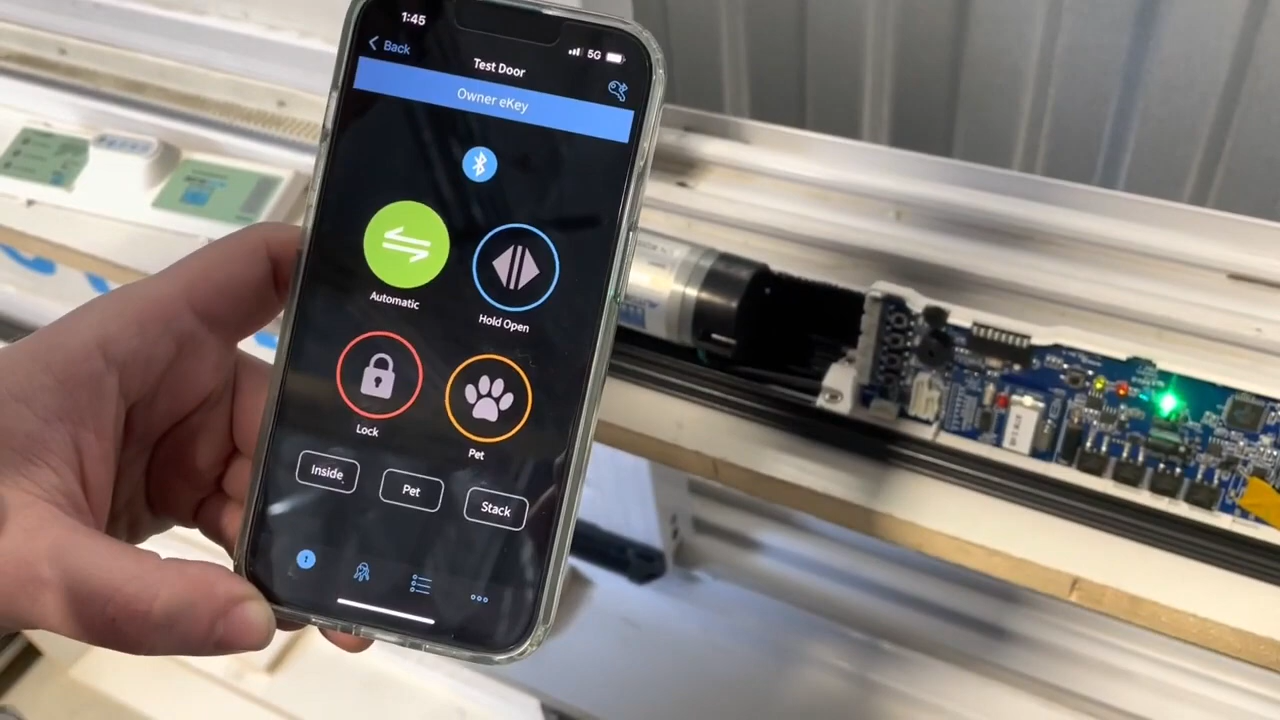 1:45
5G
Back
Test Door
Owner eKey
Automatic
Hold Open
Lock
Pet
Inside
Pet
Stack